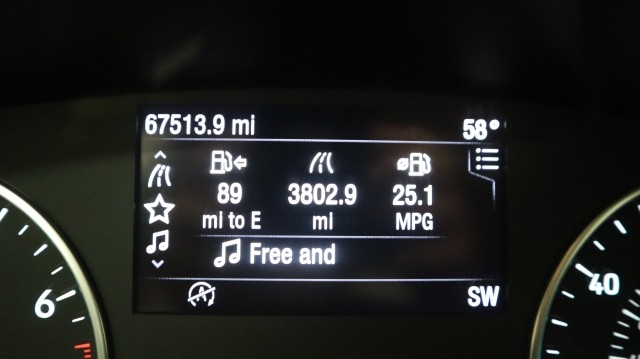 67513.9 mi 58°
89 3802.9 25.1
mi to E mi MPG
Free and
A
SW
6
40